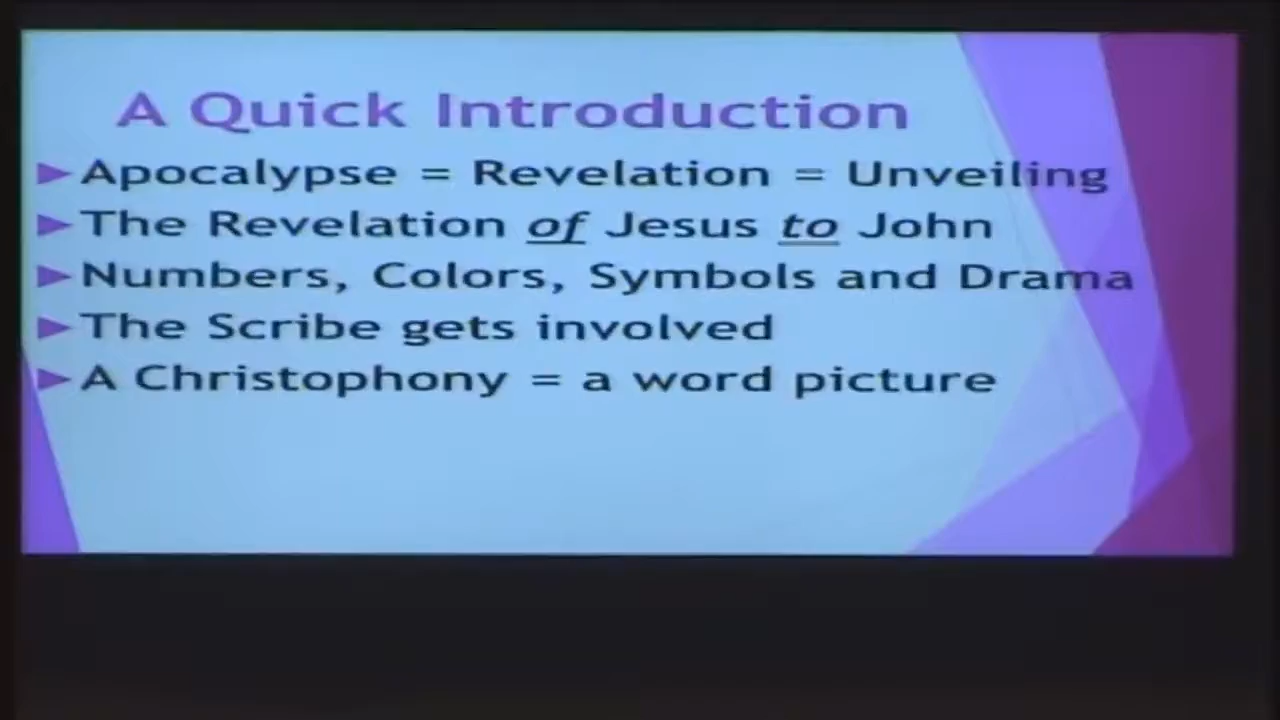 A Quick Introduction
Apocalypse = Revelation = Unveiling
The Revelation of Jesus to John
Numbers, Colors, Symbols and Drama
The Scribe gets involved
A Christophony = a word picture